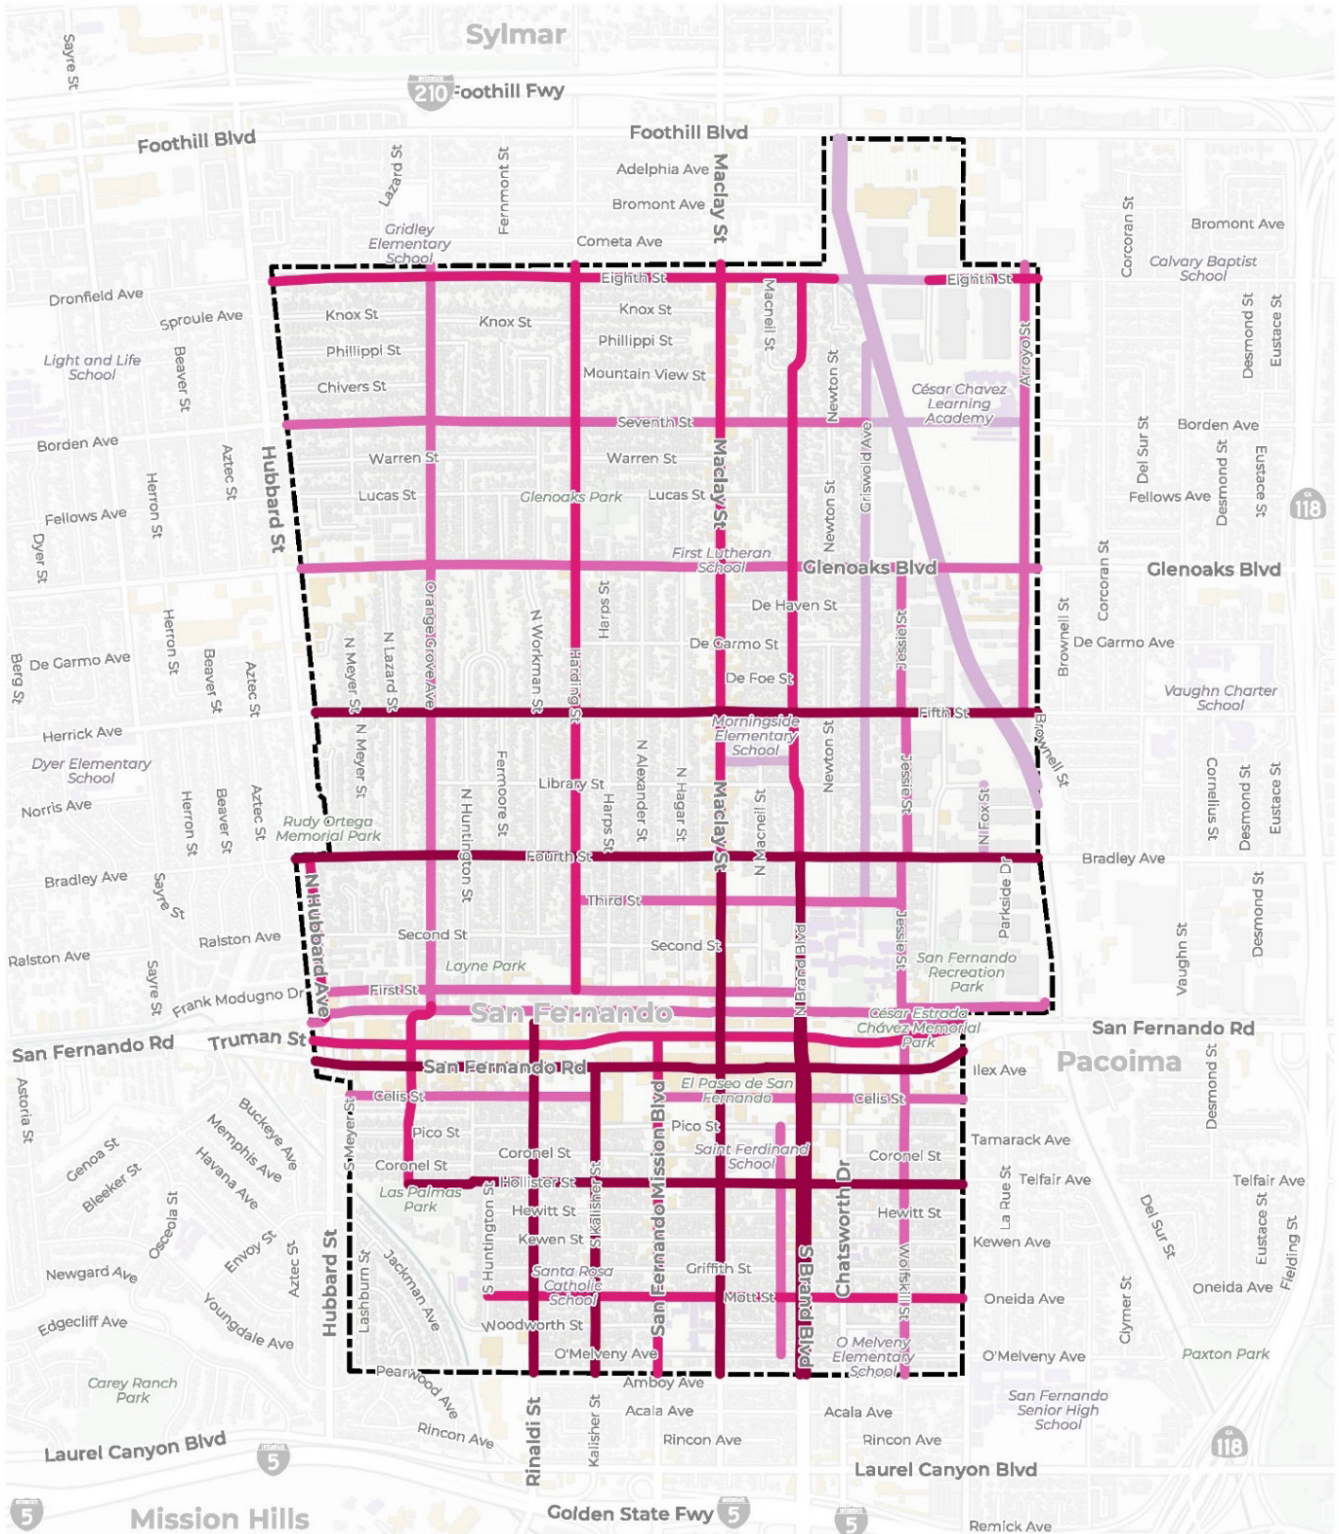 Sylmar
Sayre St
INTERSTATE
210
Foothill Fwy
Foothill Blvd
Foothill Blvd
Lazard St
Fernmont St
Adelphia Ave
Maclay St
Bromont Ave
Cometa Ave
Corcoran St
Bromont Ave
Gridley
Elementary
School
Calvary Baptist
School
Eighth St
Eighth St
Dronfield Ave
Sproule Ave
Knox St
Knox St
Knox St
Macneil St
Desmond St
Eustace St
Light and Life
School
Beaver St
Phillippi St
Phillippi St
Arroyo St
Chivers St
Mountain View St
Newton St
César Chavez
Learning
Academy
Seventh St
Borden Ave
Borden Ave
Hubbard St
Aztec St
Warren St
Warren St
Maclay St
Griswold Ave
Del Sur St
Desmond St
Eustace St
Herron St
Lucas St
Glenoaks Park
Lucas St
Newton St
Fellows Ave
Fellows Ave
CA
118
Dyer St
First Lutheran
School
Glenoaks Blvd
Glenoaks Blvd
Corcoran St
Orange Grove Ave
Harps St
De Haven St
Jessie St
Brownell St
Herron St
N Meyer St
N Lazard St
N Workman St
Harding St
De Garmo St
De Garmo Ave
De Garmo Ave
Berg St
Beaver St
Aztec St
De Foe St
Vaughn Charter
School
Fifth St
Herrick Ave
Morningside
Elementary
School
Newton St
Brownell St
Dyer Elementary
School
N Meyer St
Fermoore St
N Alexander St
Jessie St
Cornelius St
Desmond St
Eustace St
Library St
Norris Ave
Herron St
Beaver St
Aztec St
N Huntington St
Harps St
N Hagar St
Maclay St
N Macneil St
N Fox St
Rudy Ortega
Memorial Park
Fourth St
Bradley Ave
Bradley Ave
Sayre St
N Hubbard Ave
Third St
Parkside Dr
Desmond St
Ralston Ave
Second St
Second St
N Brand Blvd
Jessie St
Vaughn St
Ralston Ave
Layne Park
San Fernando
Recreation
Park
Sayre St
Frank Modugno Dr
First St
San Fernando
César Estrada
Chávez Memorial
Park
San Fernando Rd
San Fernando Rd
Truman St
Pacoima
San Fernando Rd
Ilex Ave
Astoria St
Buckeye Ave
S Meyer St
Celis St
El Paseo de San
Fernando
Celis St
Desmond St
Memphis Ave
Pico St
San Fernando Mission Blvd
Pico St
Tamarack Ave
Genoa St
Havana Ave
Coronel St
Coronel St
Saint Ferdinand
School
Coronel St
Bleeker St
Hollister St
Chatsworth Dr
La Rue St
Telfair Ave
Telfair Ave
Las Palmas
Park
S Huntington St
Hewitt St
S Kalisher St
Hewitt St
Del Sur St
Eustace St
Fielding St
Osceola St
Envoy St
Kewen St
Kewen Ave
Aztec St
Hubbard St
Lashburn St
Jackman Ave
Newgard Ave
Santa Rosa
Catholic
School
Griffith St
S Brand Blvd
Wolfskill St
Oneida Ave
Mott St
Oneida Ave
Clymer St
Edgecliff Ave
Youngdale Ave
Woodworth St
O'Melveny Ave
O Melveny
Elementary
School
O'Melveny Ave
Paxton Park
Carey Ranch
Park
Pearwood Ave
Amboy Ave
San Fernando
Senior High
School
Acala Ave
Acala Ave
Rinaldi St
Kalisher St
Rincon Ave
Rincon Ave
Rincon Ave
CA
118
Laurel Canyon Blvd
INTERSTATE
5
Laurel Canyon Blvd
5
Mission Hills
Golden State Fwy
5
5
Remick Ave